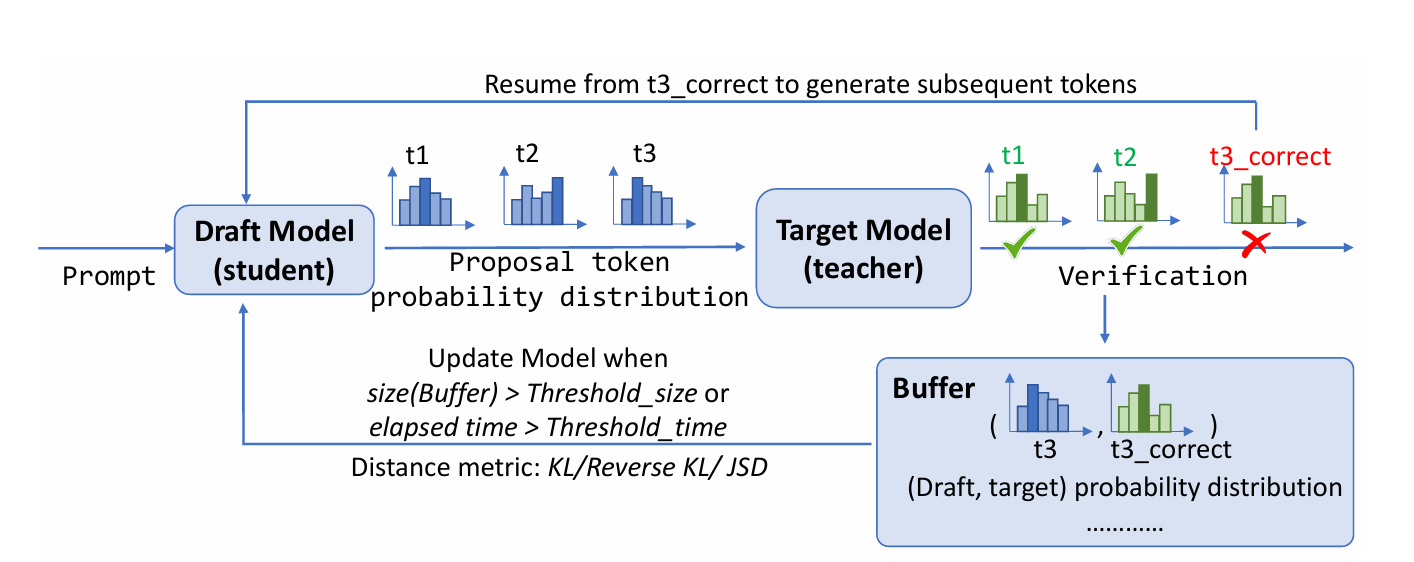 Resume from t3_correct to generate subsequent tokens
t1
t2
t3
t1
t2
t3_correct
Draft Model
(student)
Target Model
(teacher)
Prompt
Proposal token
probability distribution
Verification
Update Model when
size(Buffer) > Threshold_size or
elapsed time > Threshold_time
Distance metric: KL/Reverse KL/ JSD
Buffer
( , )
t3
t3_correct
(Draft, target) probability distribution
…………